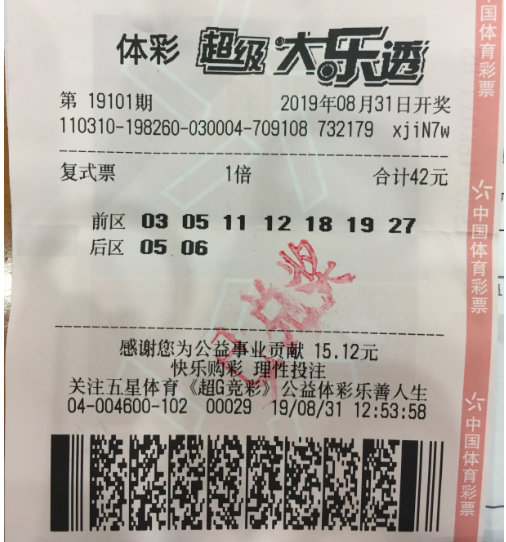 体彩 超级大乐透
第 19101期 2019年08月31日开奖
110310-198260-030004-709108 732179 xjiN7w
复式票 1倍 合计42元
前区 03 05 11 12 18 19 27
后区 05 06
已兑奖
感谢您为公益事业贡献 15.12元
快乐购彩 理性投注
关注五星体育《超G竞彩》公益体彩乐善人生
04-004600-102 00029 19/08/31 12:53:58
中国体育彩票
中国体育彩票
中国体育彩票